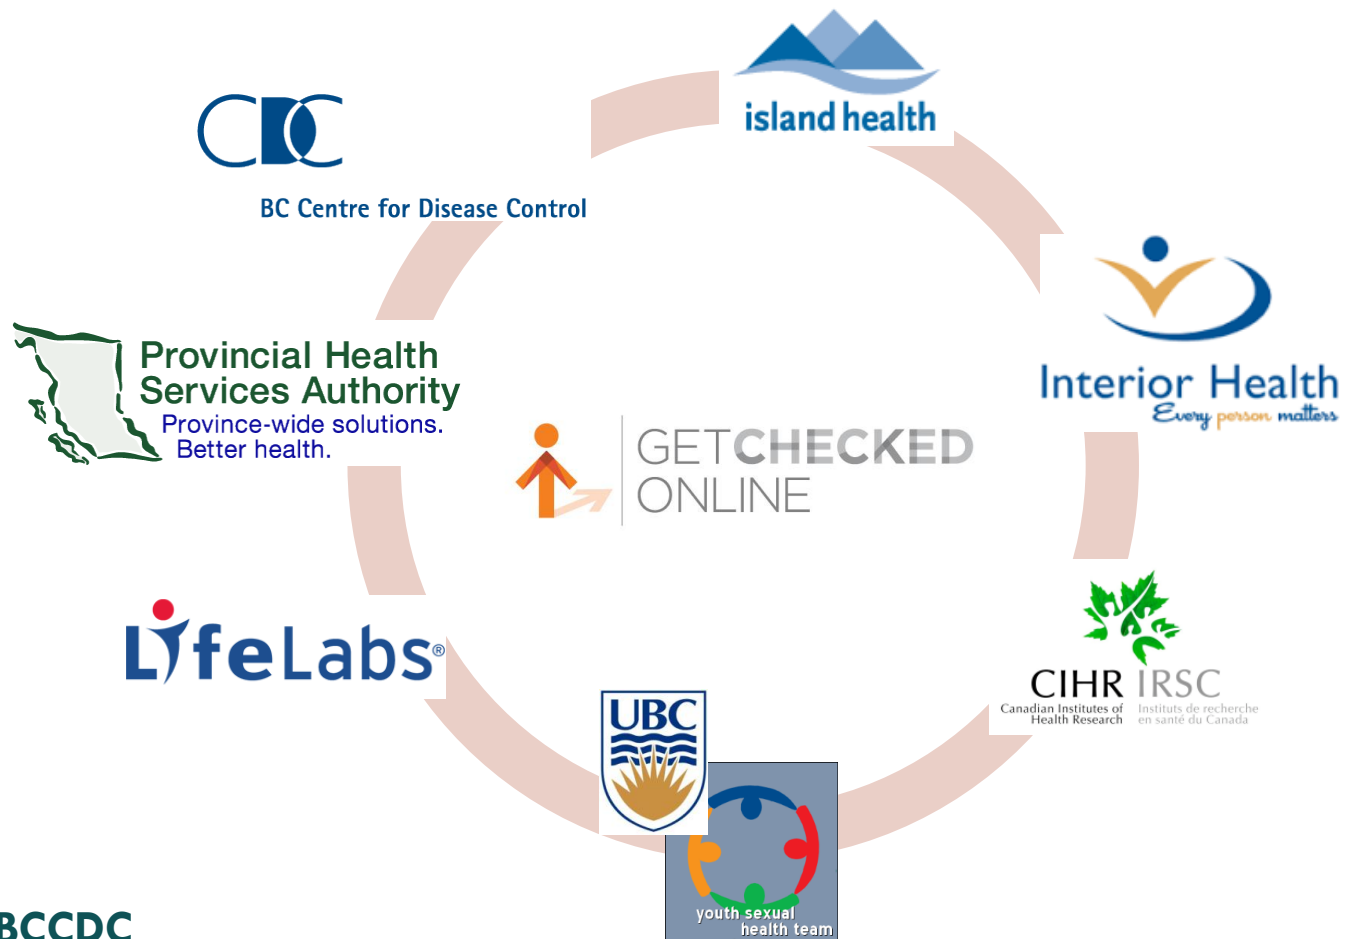 island health
CDC
BC Centre for Disease Control
Interior Health
Every person matters
Provincial Health
Services Authority
Province-wide solutions.
Better health.
GETCHECKED
ONLINE
LifeLabs®
CIHR IRSC
Canadian Institutes of
Health Research
Instituts de recherche
en santé du Canada
UBC
youth sexual
health team
BCCDC